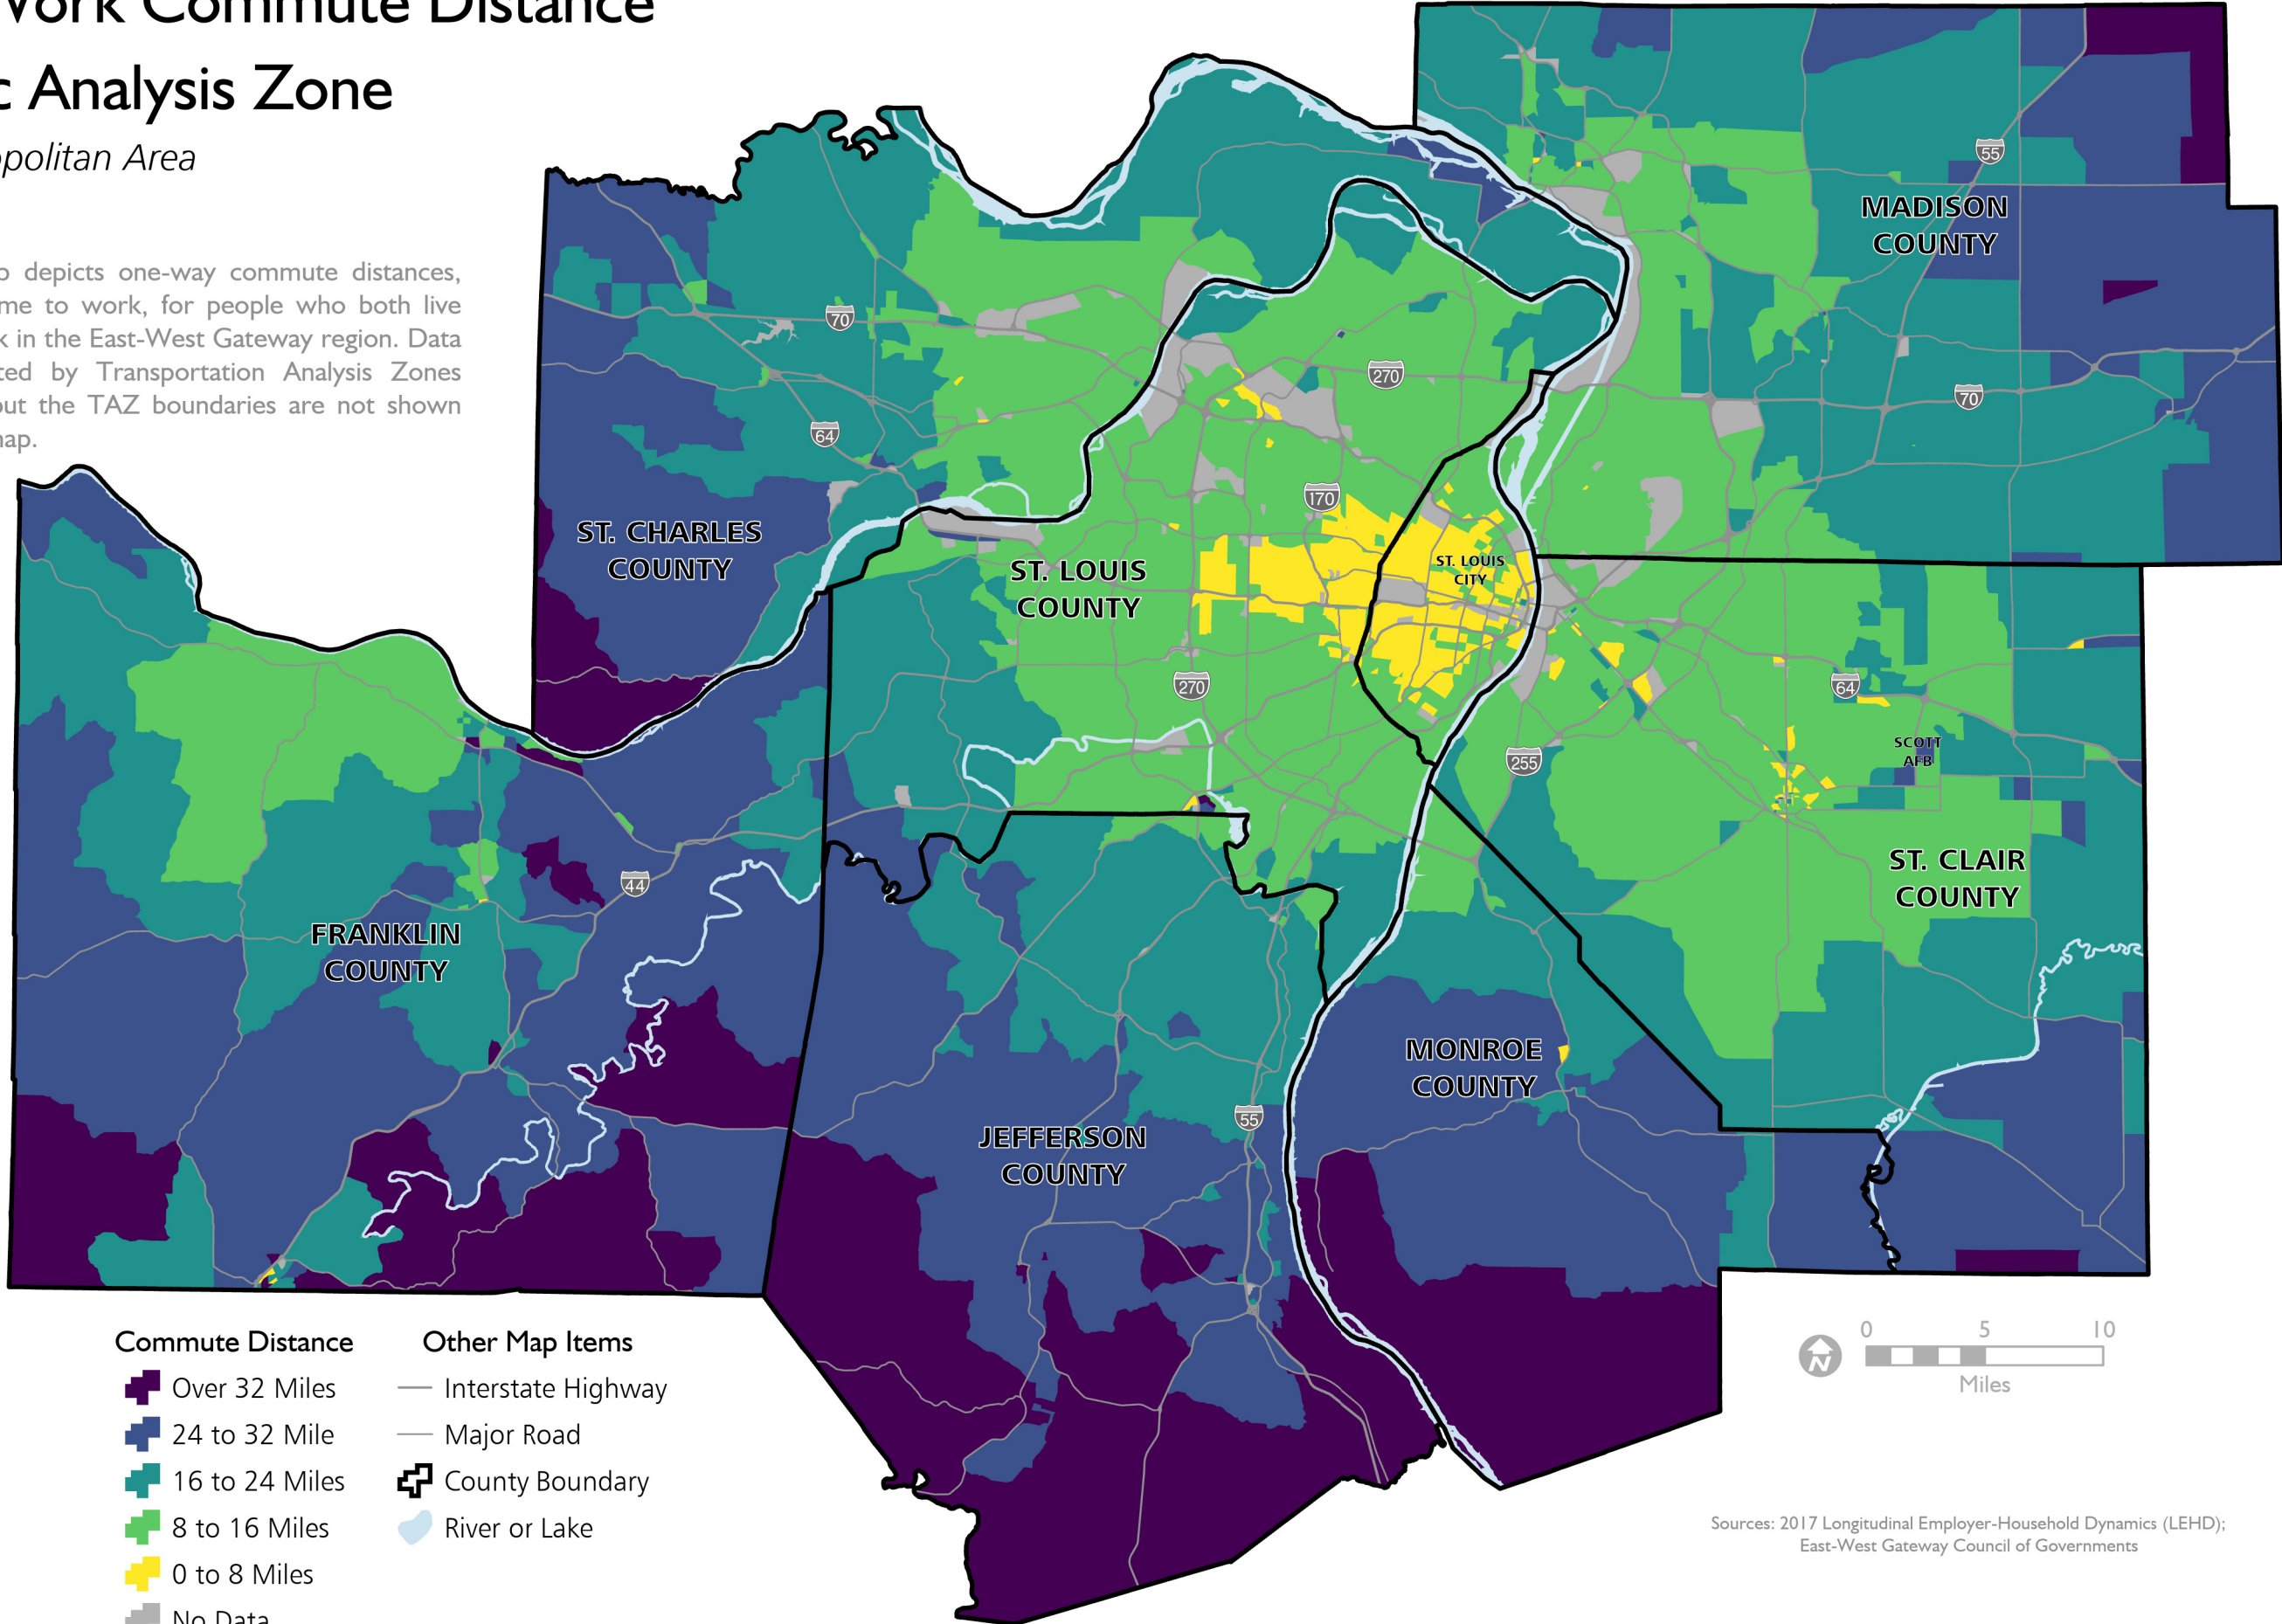 Work Commute Distance
Analysis Zone
depicts one-way commute distances,
to work, for people who both live
in the East-West Gateway region. Data
by Transportation Analysis Zones
but the TAZ boundaries are not shown
70
64
ST. CHARLES
COUNTY
ST. LOUIS
COUNTY
270
170
ST. LOUIS
CITY
270
255
MADISON
COUNTY
55
70
64
SCOTT
AFB
ST. CLAIR
COUNTY
44
FRANKLIN
COUNTY
MONROE
COUNTY
55
JEFFERSON
COUNTY
Commute Distance
Over 32 Miles
24 to 32 Mile
16 to 24 Miles
8 to 16 Miles
0 to 8 Miles
No Data
Other Map Items
Interstate Highway
Major Road
County Boundary
River or Lake
N
0 5 10
Miles
Sources: 2017 Longitudinal Employer-Household Dynamics (LEHD);
East-West Gateway Council of Governments